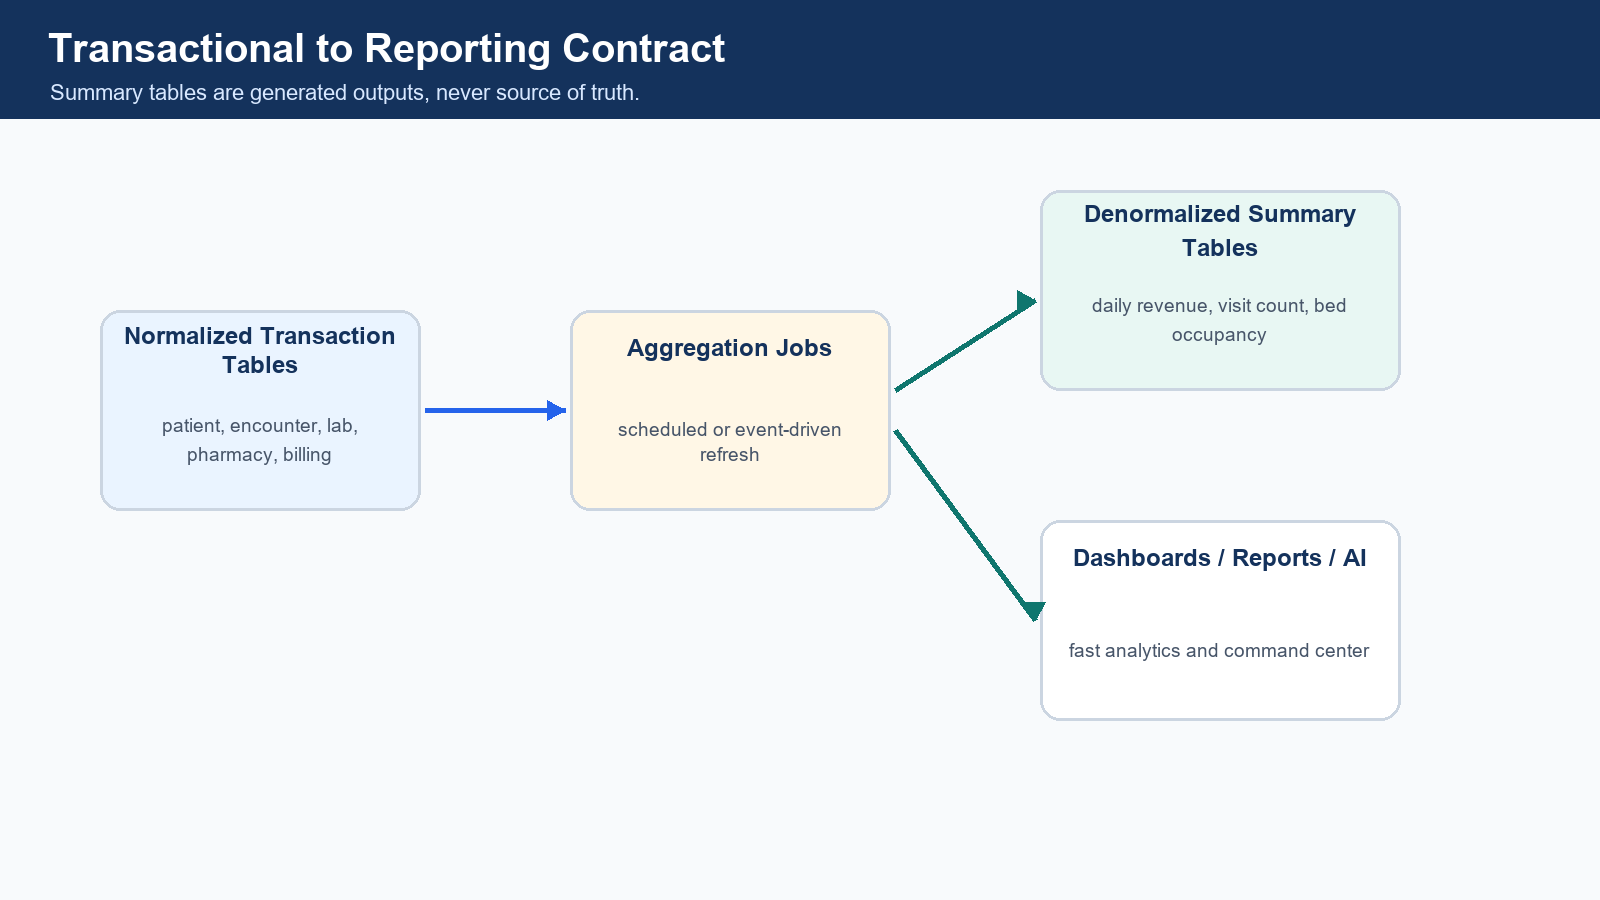 Transactional to Reporting Contract
Summary tables are generated outputs, never source of truth.
Normalized Transaction
Tables
patient, encounter, lab,
pharmacy, billing
Aggregation Jobs
scheduled or event-driven
refresh
Denormalized Summary
Tables
daily revenue, visit count, bed
occupancy
Dashboards / Reports / AI
fast analytics and command center